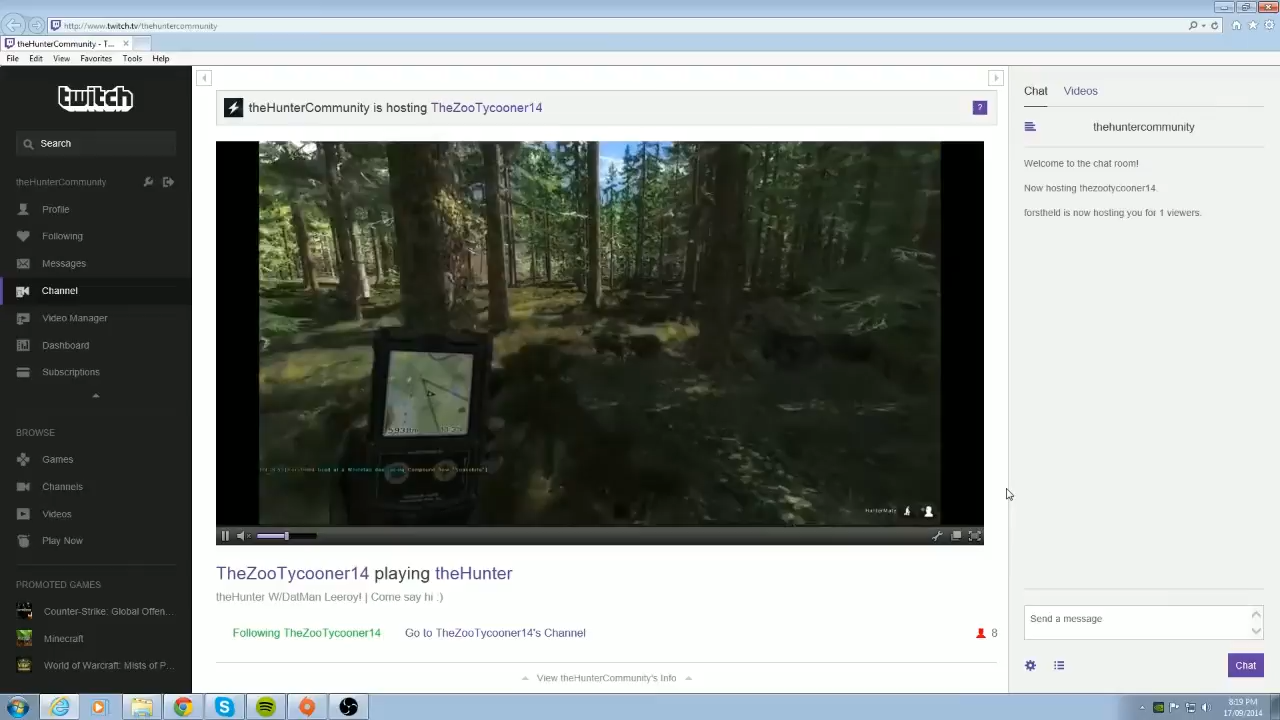 http://www.twitch.tv/thehuntercommunity
theHunterCommunity - T...
File Edit View Favorites Tools Help
twitch
Search
theHunterCommunity
Profile
Following
Messages
Channel
Video Manager
Dashboard
Subscriptions
BROWSE
Games
Channels
Videos
Play Now
PROMOTED GAMES
Counter-Strike: Global Offen...
Minecraft
World of Warcraft: Mists of P...
theHunterCommunity is hosting TheZooTycooner14 ?
TheZooTycooner14 playing theHunter
theHunter W/DatMan Leeroy! | Come say hi :)
Following TheZooTycooner14 Go to TheZooTycooner14's Channel 8
View theHunterCommunity's Info
Chat Videos
thehuntercommunity
Welcome to the chat room!
Now hosting thezootycooner14.
forstheld is now hosting you for 1 viewers.
Send a message
Chat
8:29 PM
17/09/2014